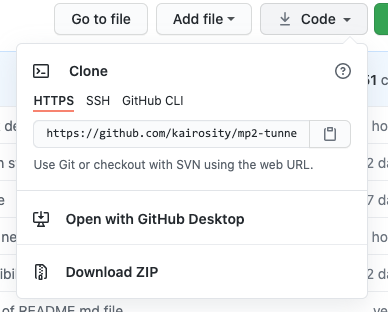 Go to file
Add file
Code
Clone
HTTPS SSH GitHub CLI
https://github.com/kairosity/mp2-tunne
Use Git or checkout with SVN using the web URL.
Open with GitHub Desktop
Download ZIP
of README.md file